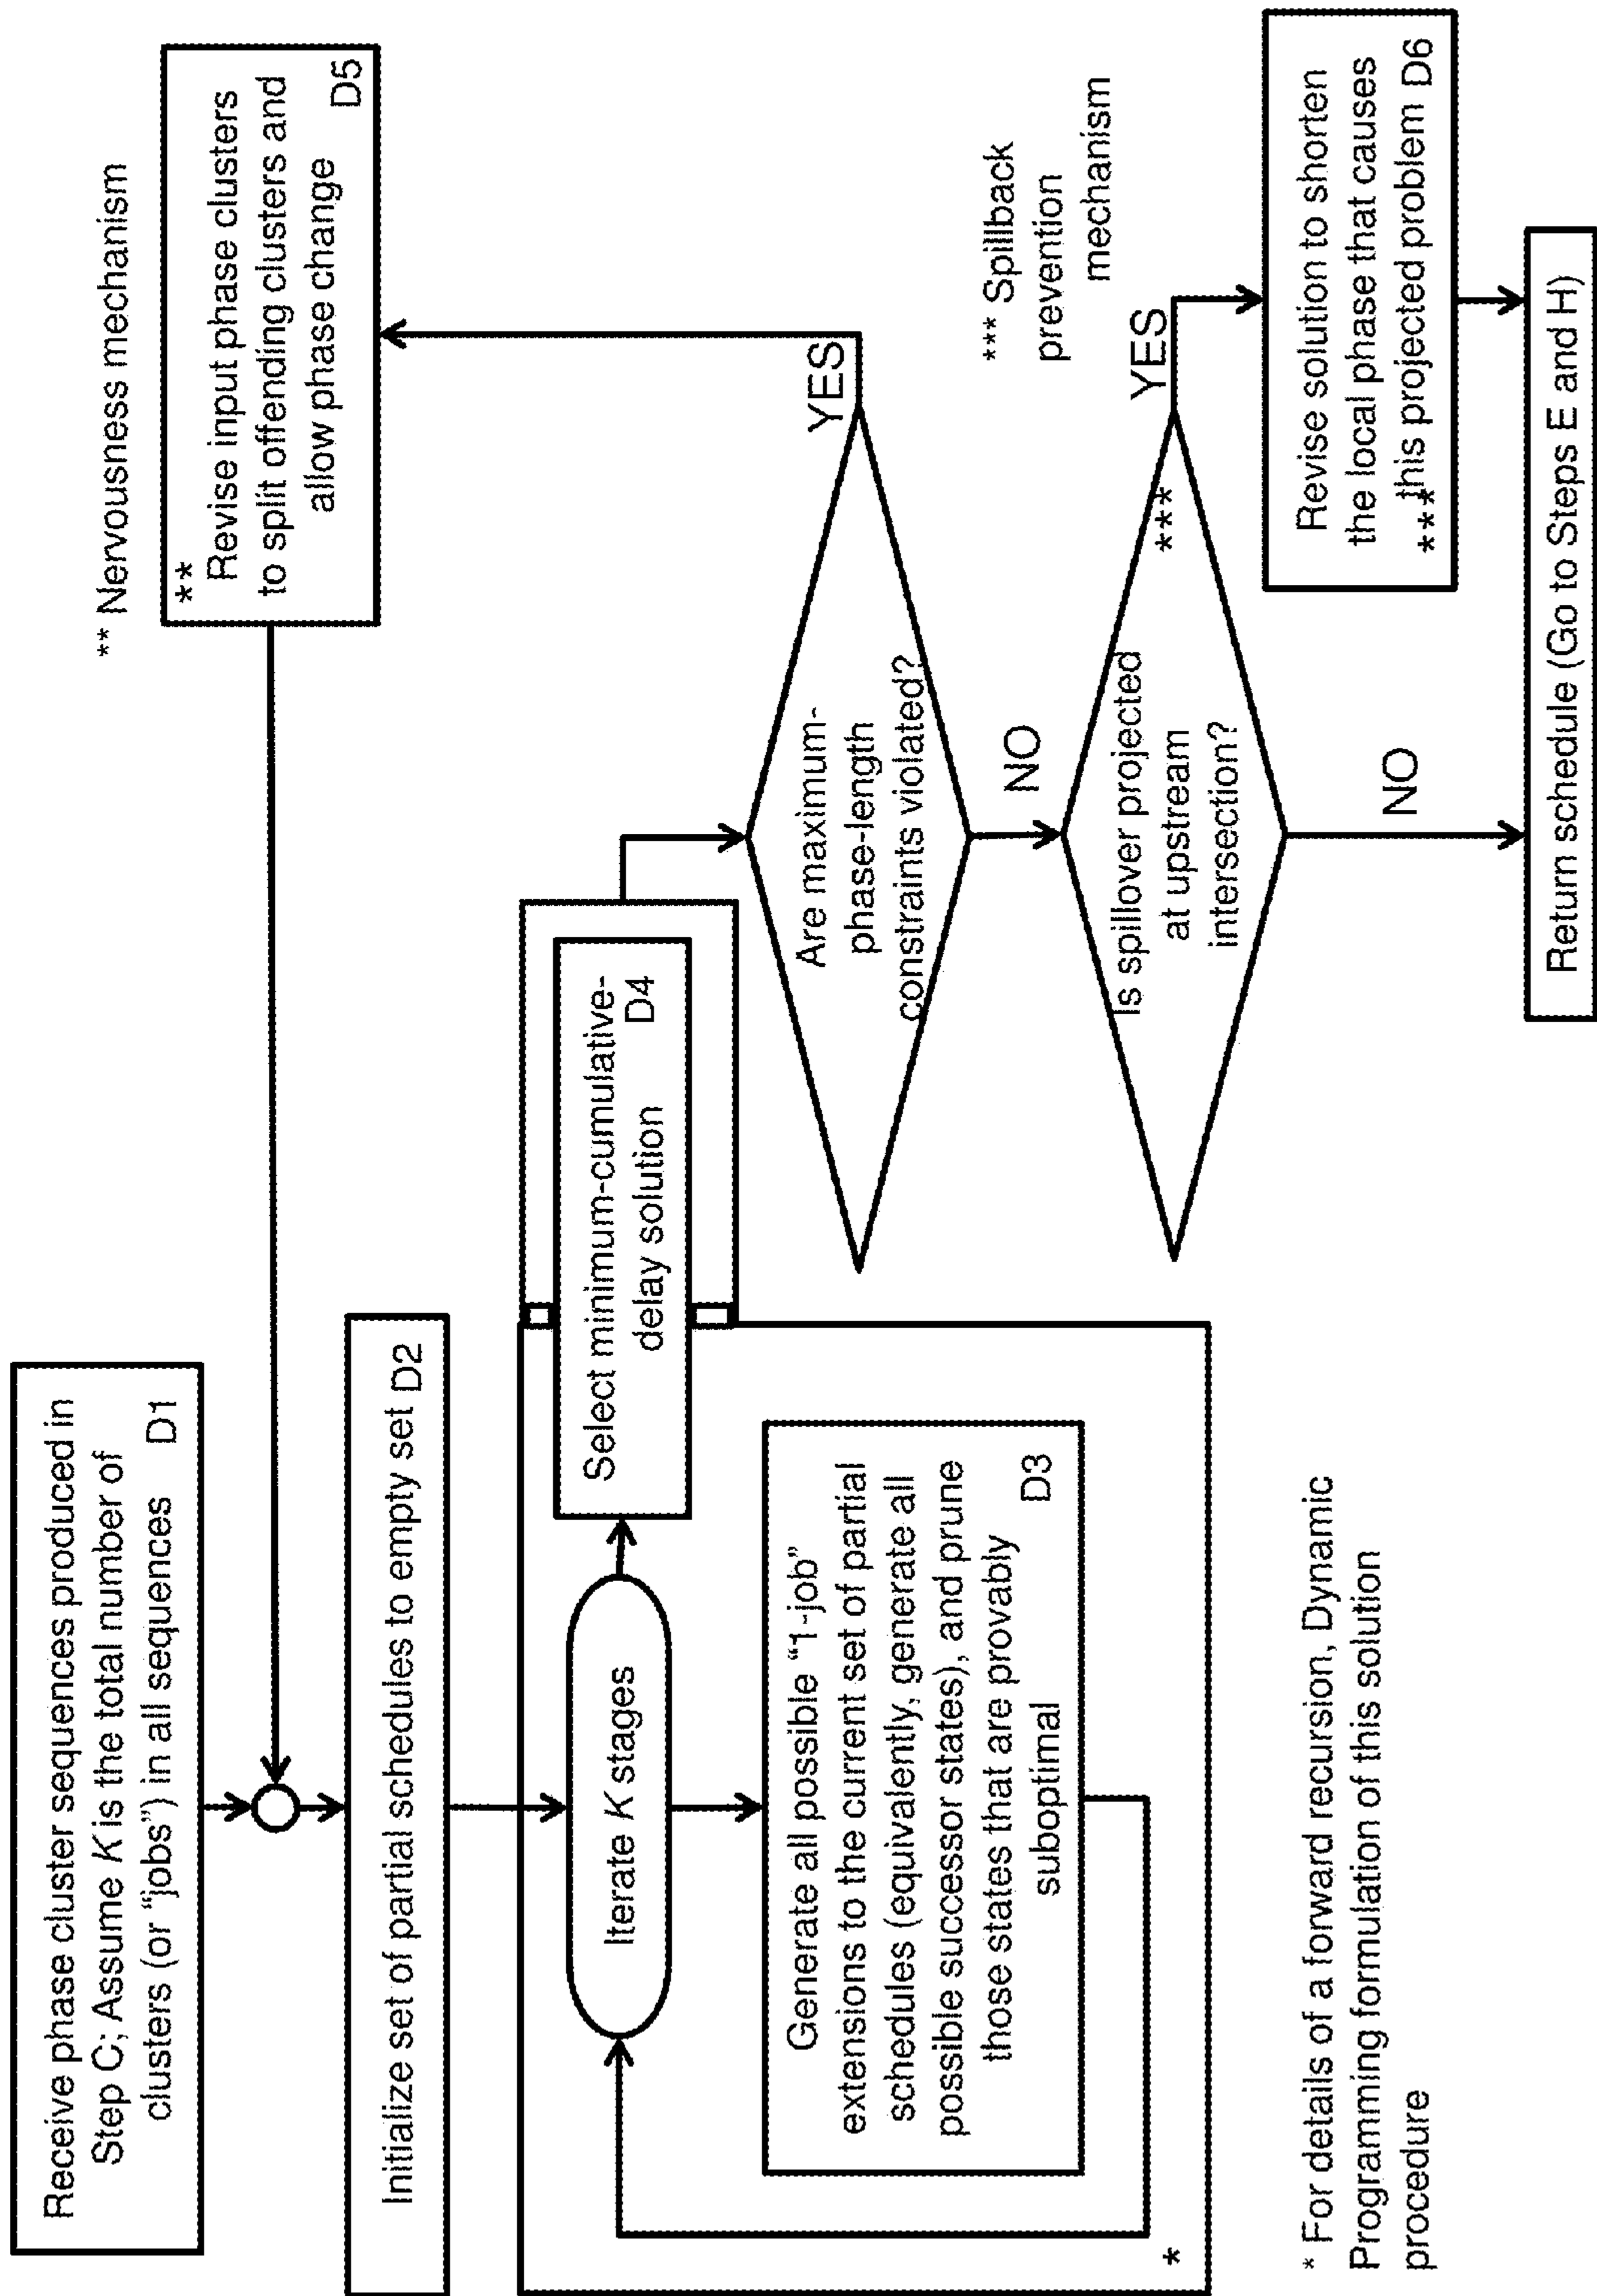 Receive phase cluster sequences produced in
Step C; Assume K is the total number of
clusters (or “jobs”) in all sequences D1
Initialize set of partial schedules to empty set D2
Iterate K stages
Generate all possible “1-job”
extensions to the current set of partial
schedules (equivalently, generate all
possible successor states), and prune
those states that are provably
suboptimal D3
*
Select minimum-cumulative-
delay solution D4
Are maximum-
phase-length
constraints violated?
YES
NO
** Nervousness mechanism
**
Revise input phase clusters
to split offending clusters and
allow phase change D5
Is spillover projected
at upstream
intersection?
***
YES
NO
*** Spillback
prevention
mechanism
Revise solution to shorten
the local phase that causes
*** this projected problem D6
Return schedule (Go to Steps E and H)
* For details of a forward recursion, Dynamic
Programming formulation of this solution
procedure